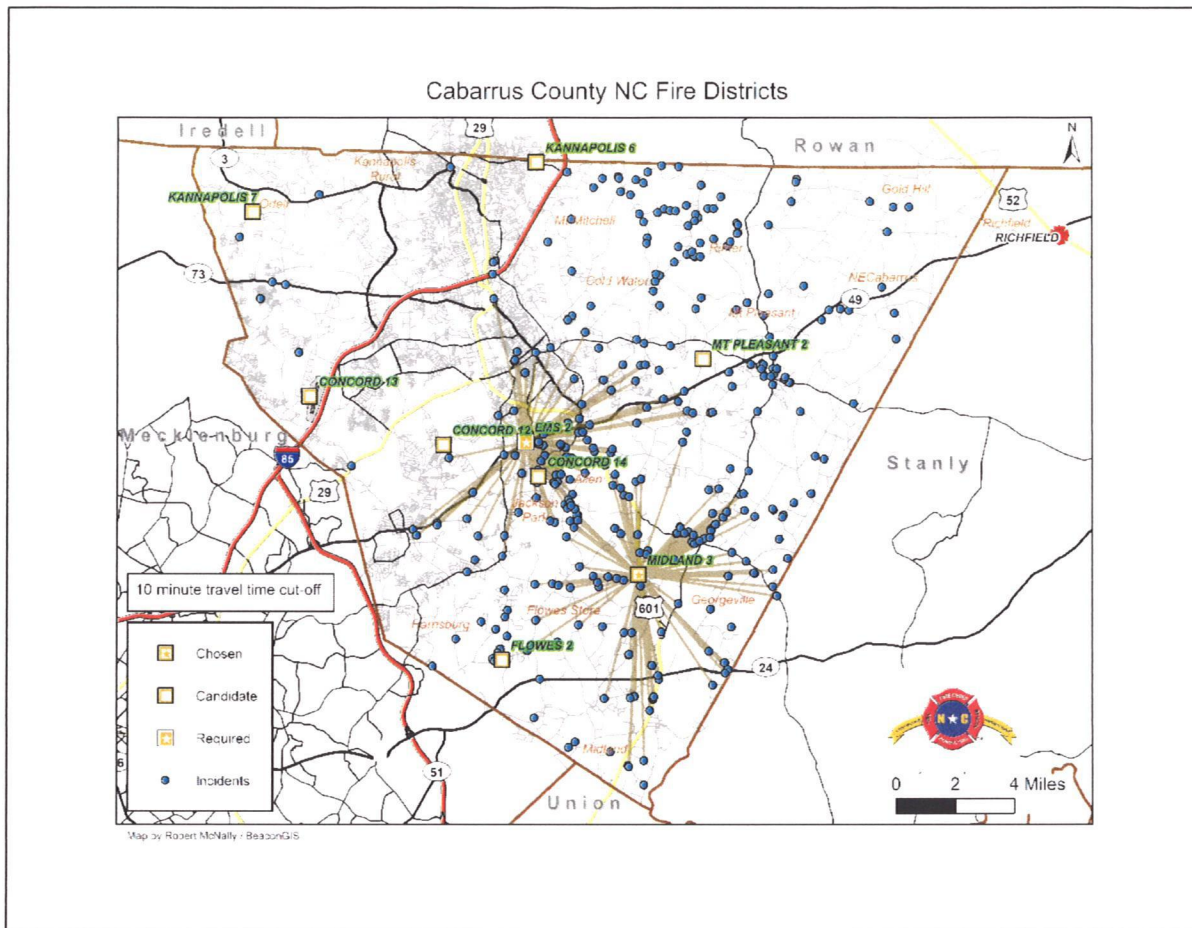 Cabarrus County NC Fire Districts
Iredell
29
Rowan
N
3
Kannapolis
Rural
KANNAPOLIS 6
KANNAPOLIS 7
Odell
Gold Hill
52
Mt Mitchell
Richfield
RICHFIELD
Rimer
73
Gold Water
NECabarrus
49
Mt Pleasant
MT PLEASANT 2
CONCORD 13
Mecklenburg
CONCORD 12
EMS 2
85
CONCORD 14
Allen
Stanly
29
Jackson
Park
MIDLAND 3
10 minute travel time cut-off
601
Georgeville
Flowes Store
Harrisburg
Chosen
FLOWES 2
24
Candidate
Required
N C
Midland
Incidents
6
51
0 2 4 Miles
Union
Map by Robert McNally / BeaconGIS